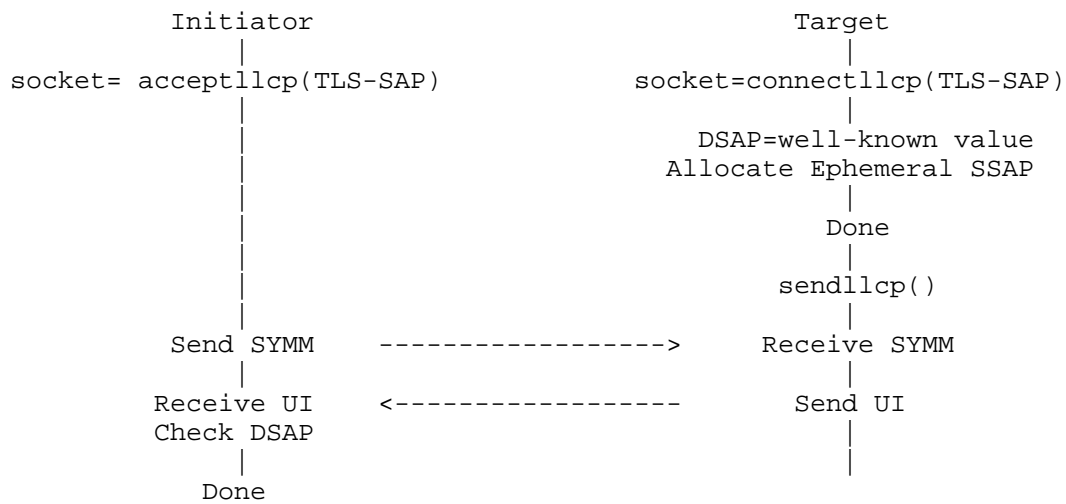 Initiator Target
socket= acceptllcp(TLS-SAP) socket=connectllcp(TLS-SAP)
DSAP=well-known value
Allocate Ephemeral SSAP
Done
sendllcp()
Send SYMM ------------------> Receive SYMM
Receive UI <------------------ Send UI
Check DSAP
Done